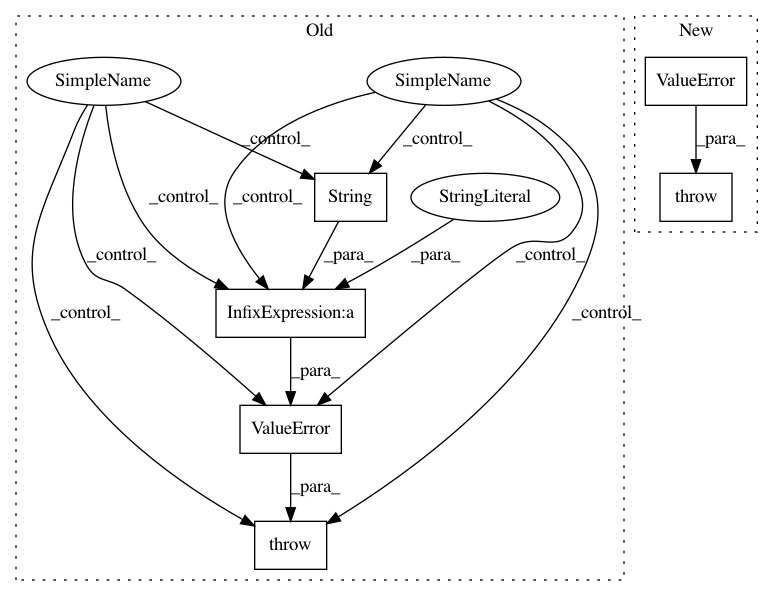 Old
New
SimpleName
SimpleName
ValueError
_control_
_control_
_para_
String
StringLiteral
throw
_control_
_control_
_control_
_para_
_para_
_control_
InfixExpression:a
_control_
_control_
_para_
ValueError
_para_
throw